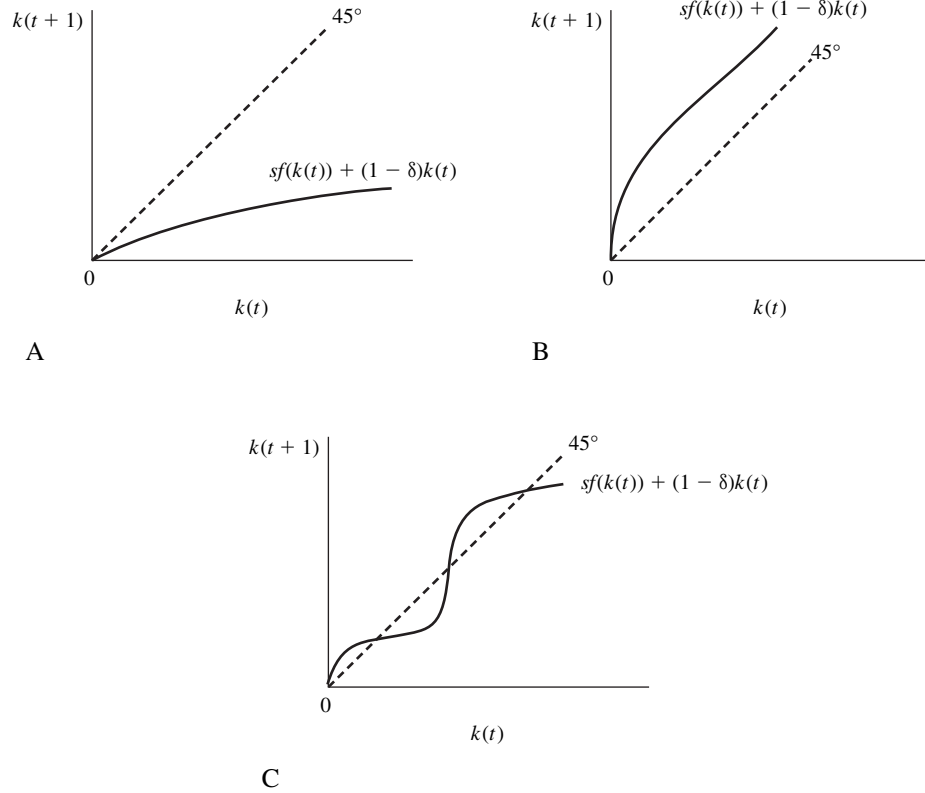 k(t + 1)
45°
sf(k(t)) + (1 − δ)k(t)
0
k(t)
A
k(t + 1)
sf(k(t)) + (1 − δ)k(t)
45°
0
k(t)
B
k(t + 1)
45°
sf(k(t)) + (1 − δ)k(t)
0
k(t)
C